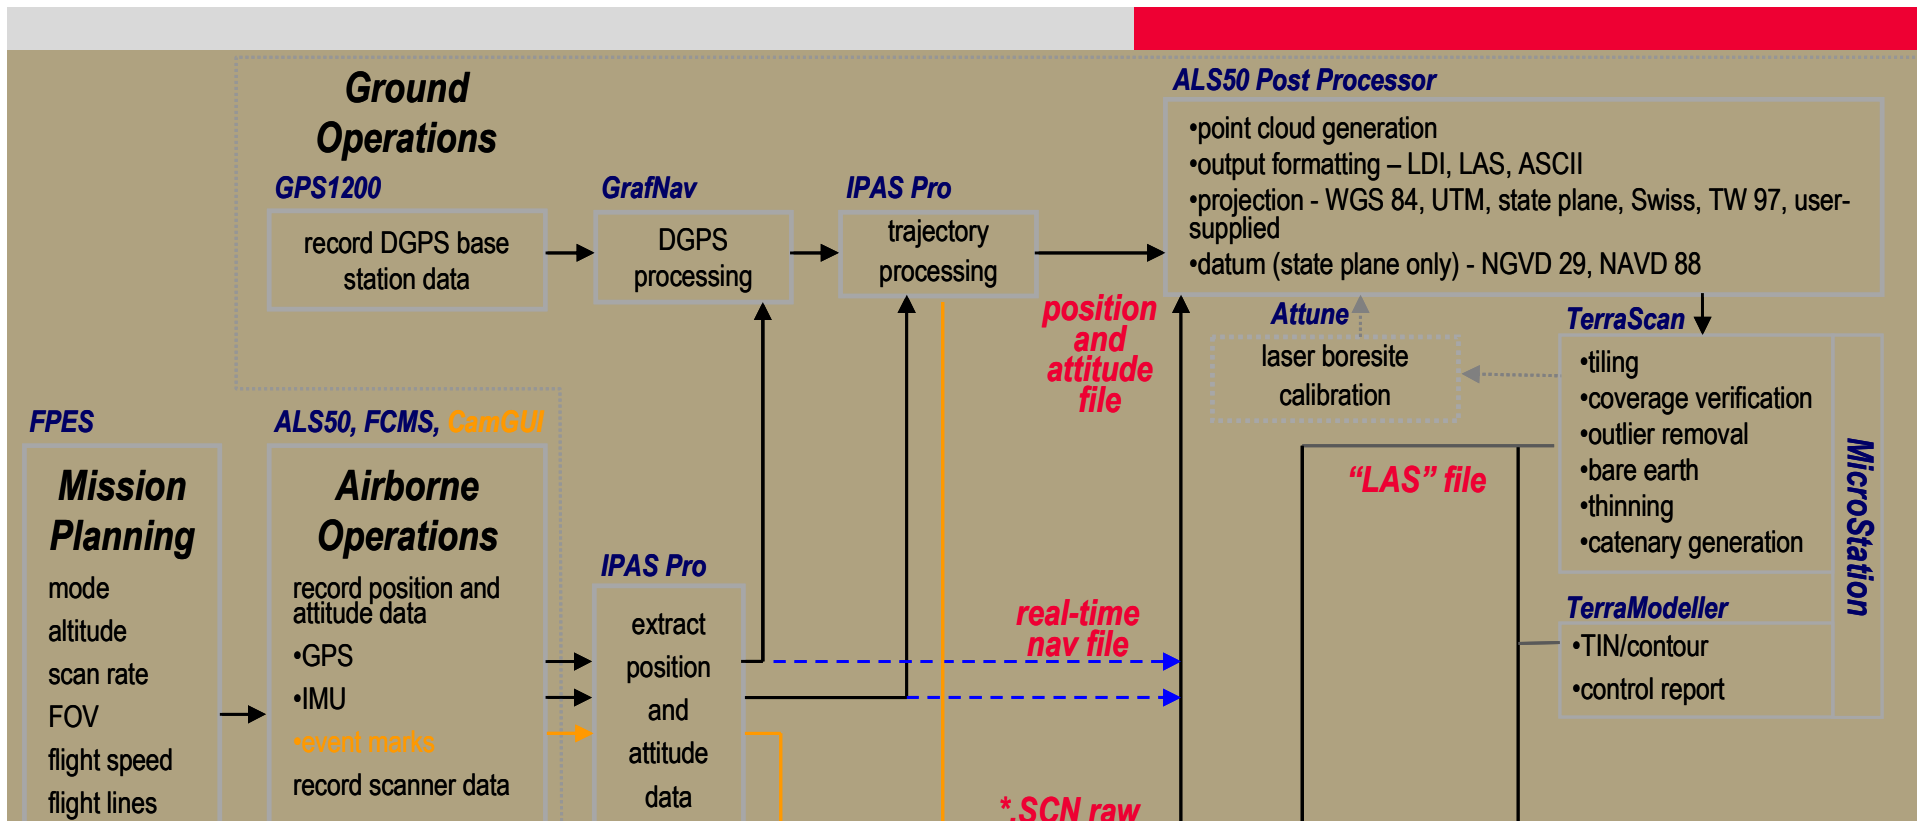 Ground
Operations
GPS1200
record DGPS base
station data
GrafNav
DGPS
processing
IPAS Pro
trajectory
processing
ALS50 Post Processor
•point cloud generation
•output formatting – LDI, LAS, ASCII
•projection - WGS 84, UTM, state plane, Swiss, TW 97, user-
supplied
•datum (state plane only) - NGVD 29, NAVD 88
position
and
attitude
file
Attune
laser boresite
calibration
TerraScan
•tiling
•coverage verification
•outlier removal
•bare earth
•thinning
•catenary generation
MicroStation
"LAS" file
TerraModeller
•TIN/contour
•control report
FPES
Mission
Planning
mode
altitude
scan rate
FOV
flight speed
flight lines
ALS50, FCMS, CamGUI
Airborne
Operations
record position and
attitude data
•GPS
•IMU
•event marks
record scanner data
IPAS Pro
extract
position
and
attitude
data
real-time
nav file
*.SCN raw